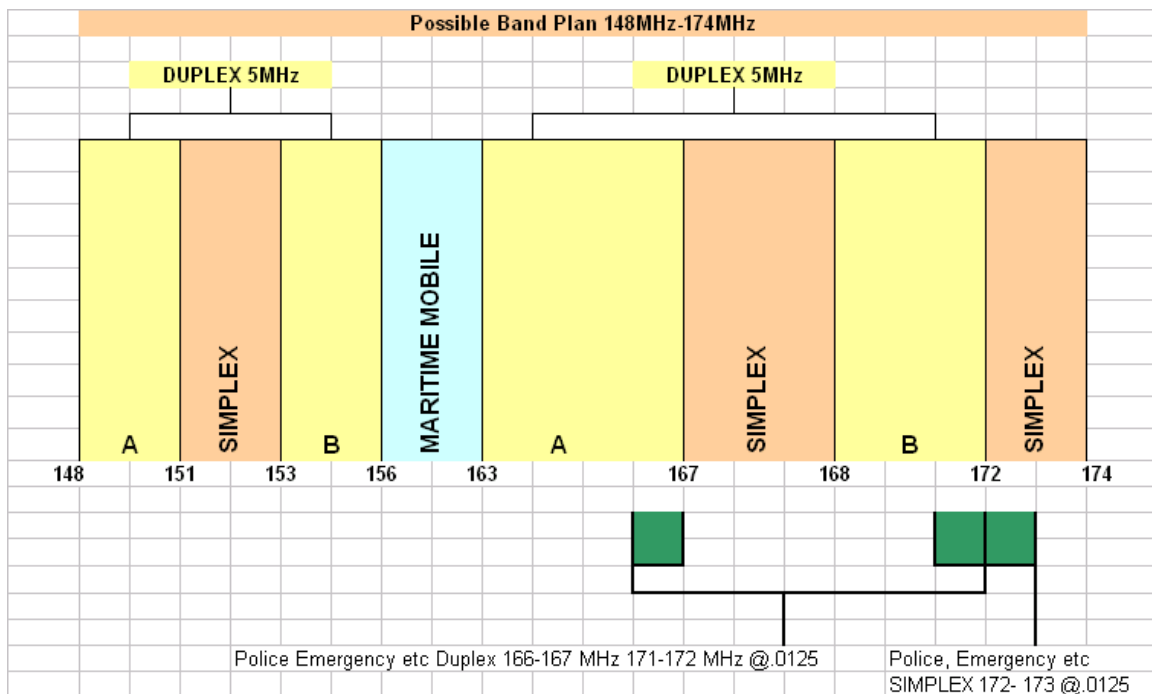 Possible Band Plan 148MHz-174MHz
DUPLEX 5MHz
DUPLEX 5MHz
A
SIMPLEX
B
MARITIME MOBILE
A
SIMPLEX
B
SIMPLEX
148
151
153
156
163
167
168
172
174
Police Emergency etc Duplex 166-167 MHz 171-172 MHz @.0125
Police, Emergency etc
SIMPLEX 172- 173 @.0125